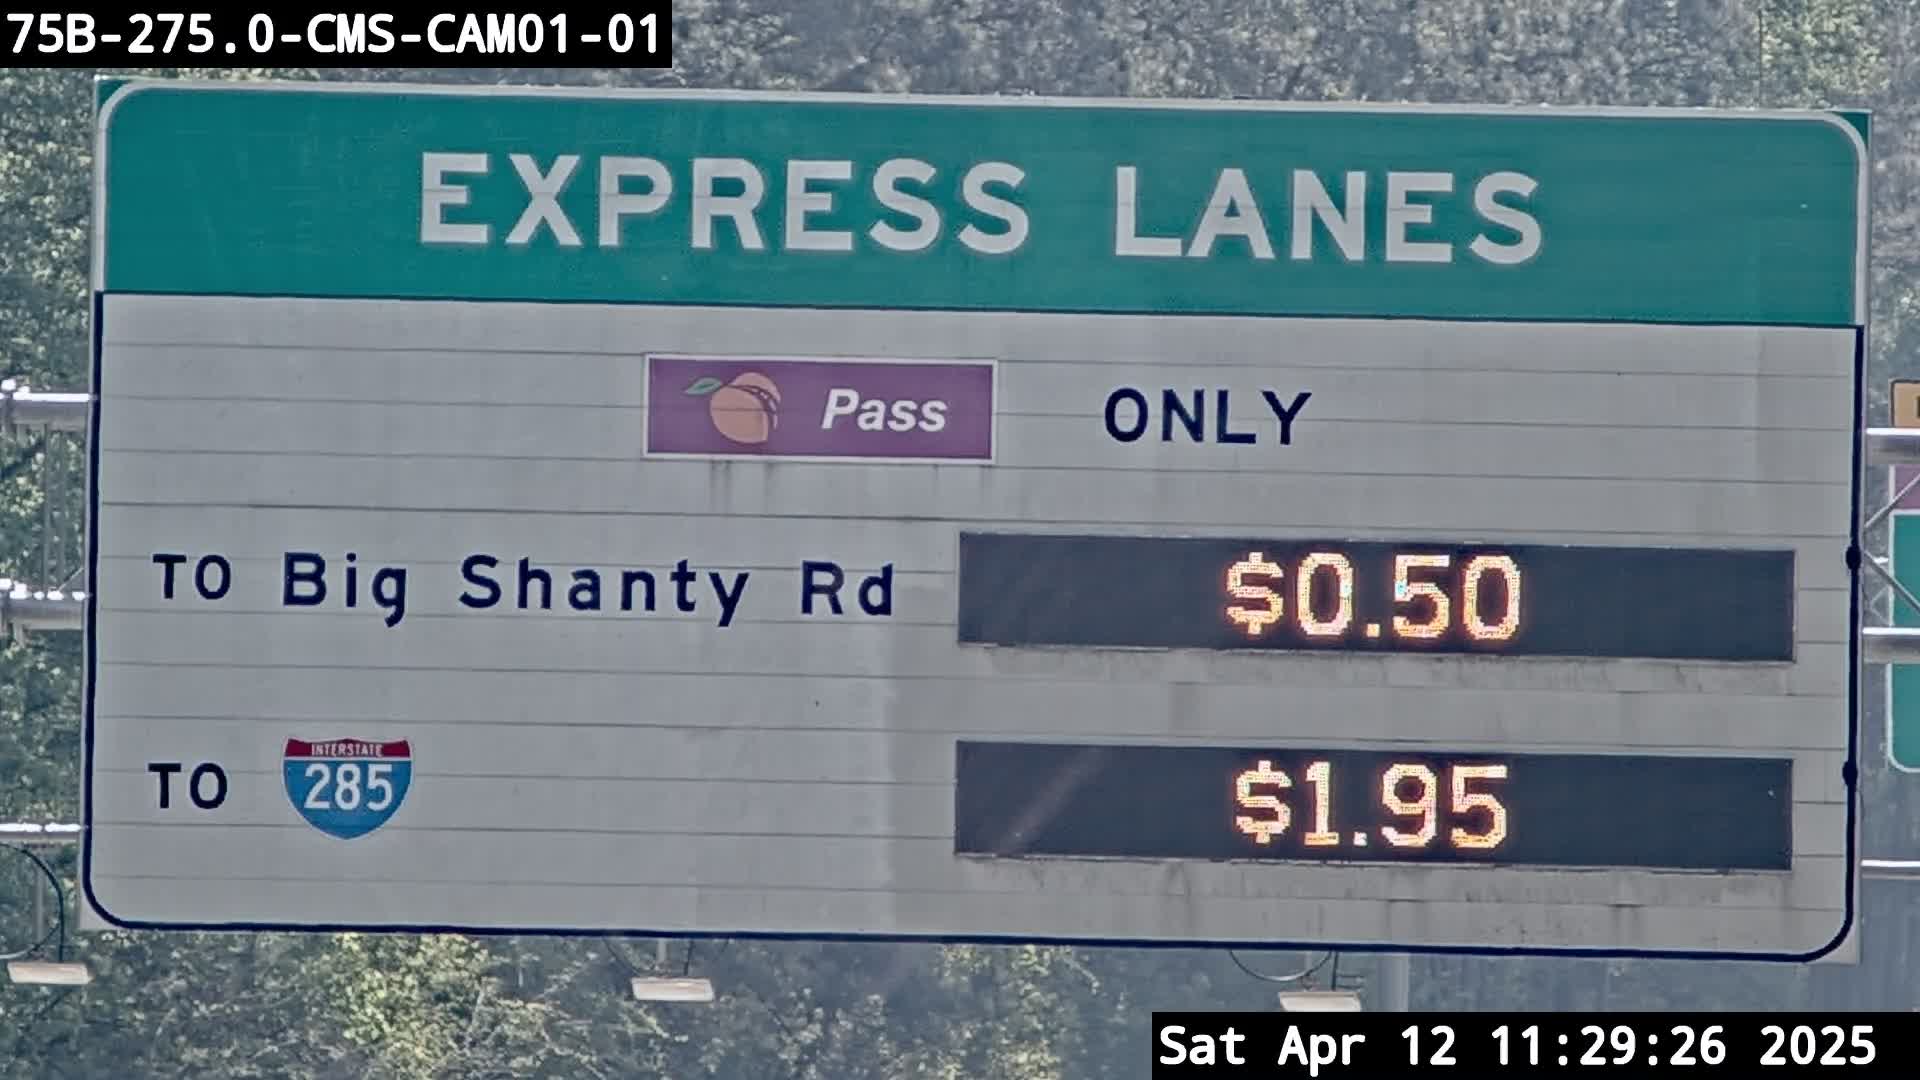 75B-275.0-CMS-CAM01-01
EXPRESS LANES
Pass ONLY
TO Big Shanty Rd $0.50
INTERSTATE
TO 285 $1.95
Sat Apr 12 11:29:26 2025